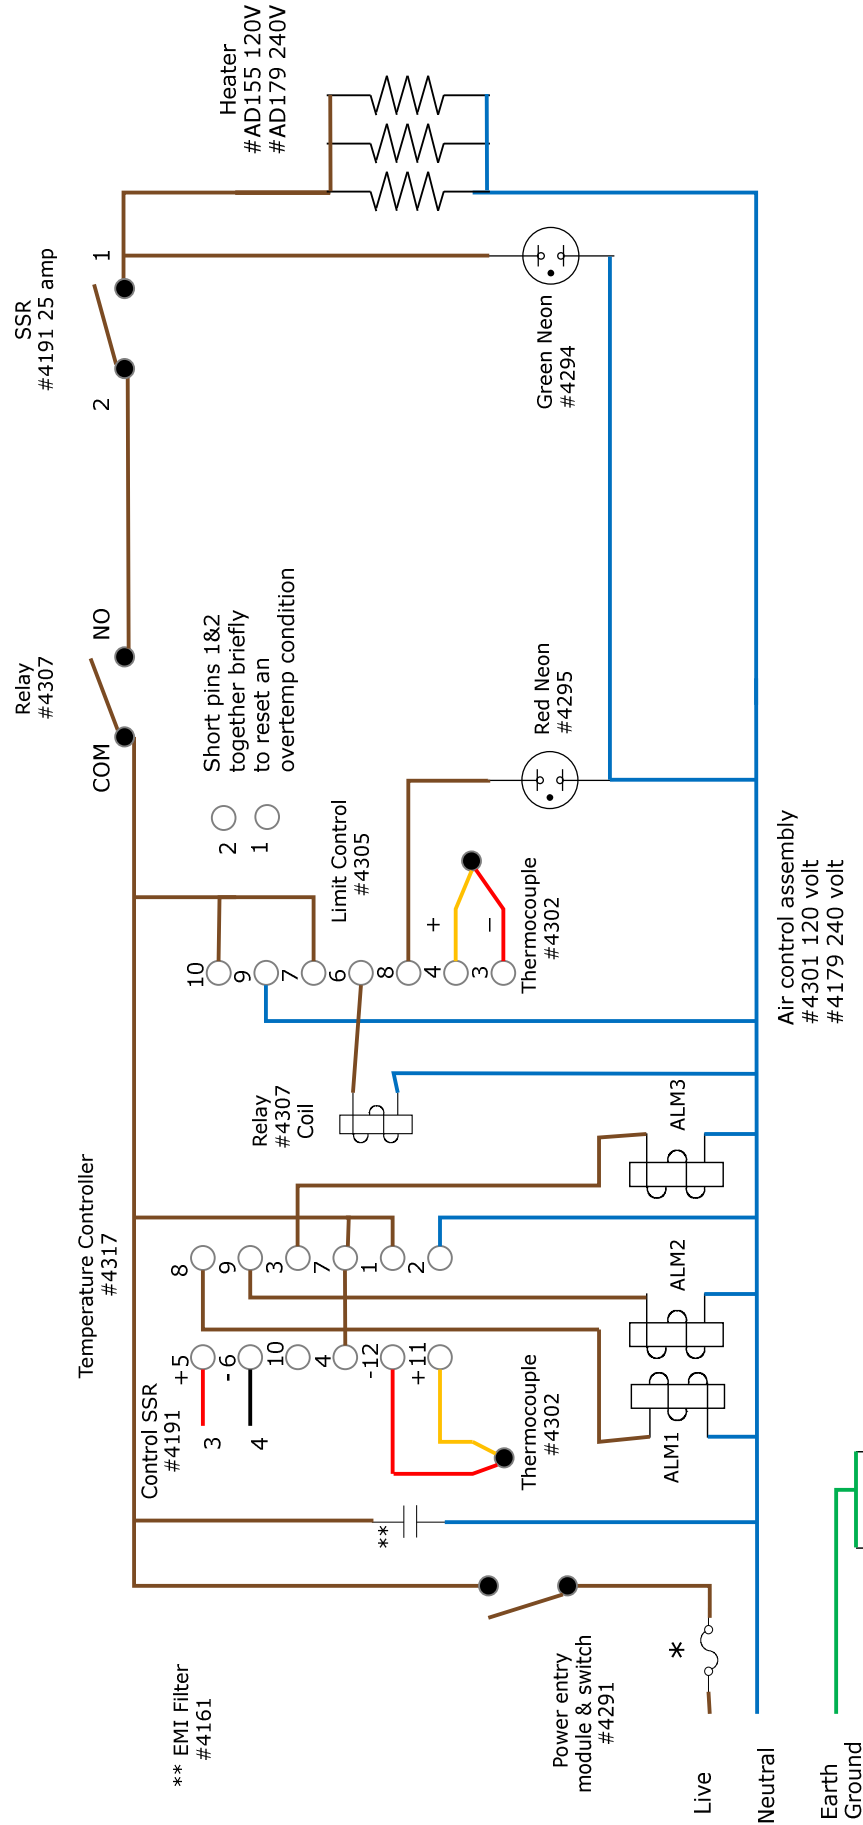 Heater
#AD155 120V
#AD179 240V
SSR
#4191 25 amp
1
2
Green Neon
#4294
Relay
#4307
NO
COM
Short pins 1&2
together briefly
to reset an
overtemp condition
2
1
Red Neon
#4295
Limit Control
#4305
10
9
7
6
8
4
3
+
–
Thermocouple
#4302
Air control assembly
#4301 120 volt
#4179 240 volt
Relay
#4307
Coil
ALM3
Temperature Controller
#4317
8
9
3
7
1
2
ALM2
+5
-6
10
4
-12
+11
Control SSR
#4191
3
4
Thermocouple
#4302
ALM1
**
** EMI Filter
#4161
*
Power entry
module & switch
#4291
Live
Neutral
Earth
Ground